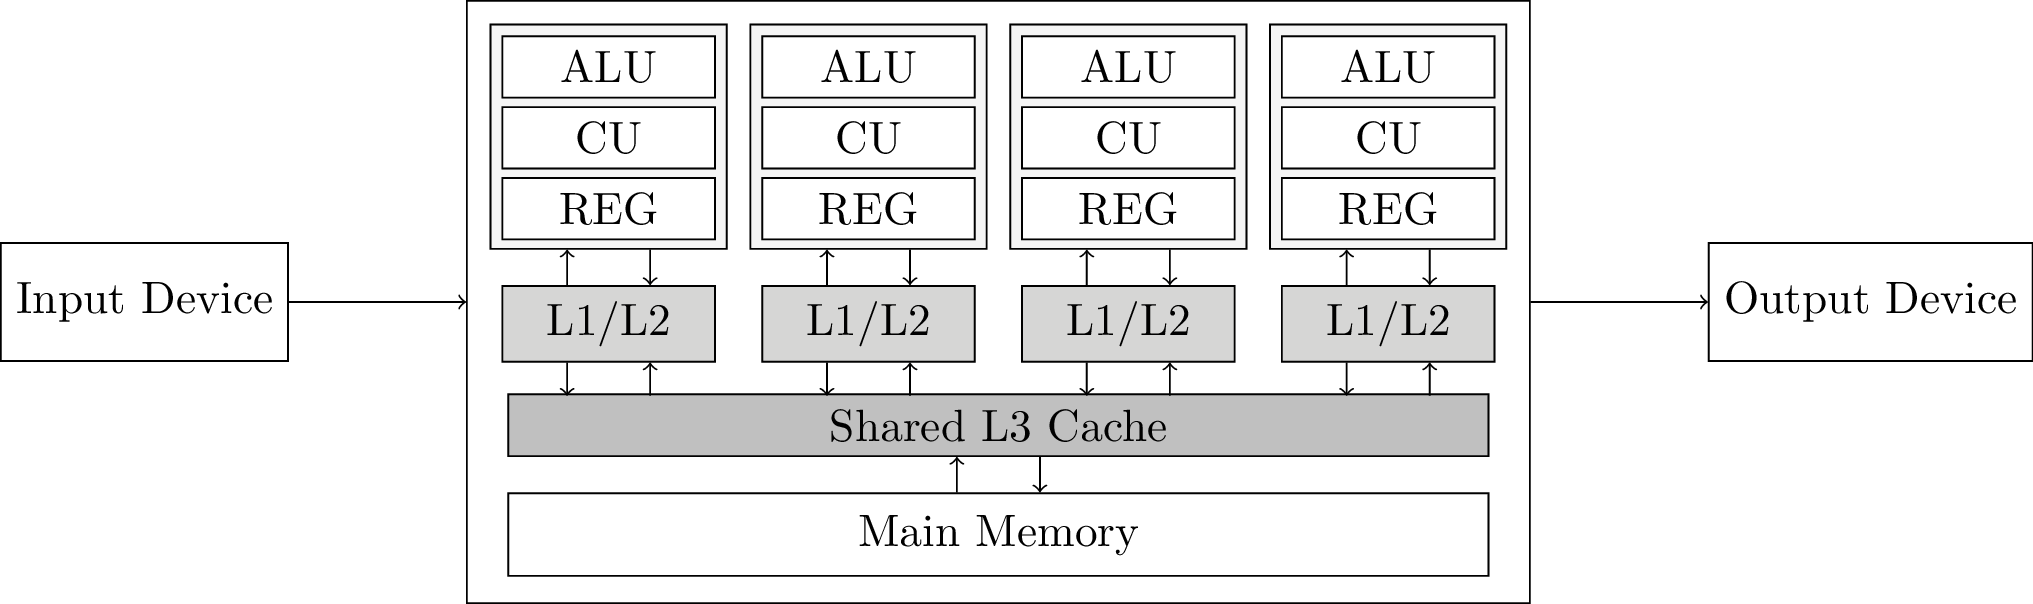 ALU ALU ALU ALU
CU CU CU CU
REG REG REG REG
Input Device Output Device
L1/L2 L1/L2 L1/L2 L1/L2
Shared L3 Cache
Main Memory